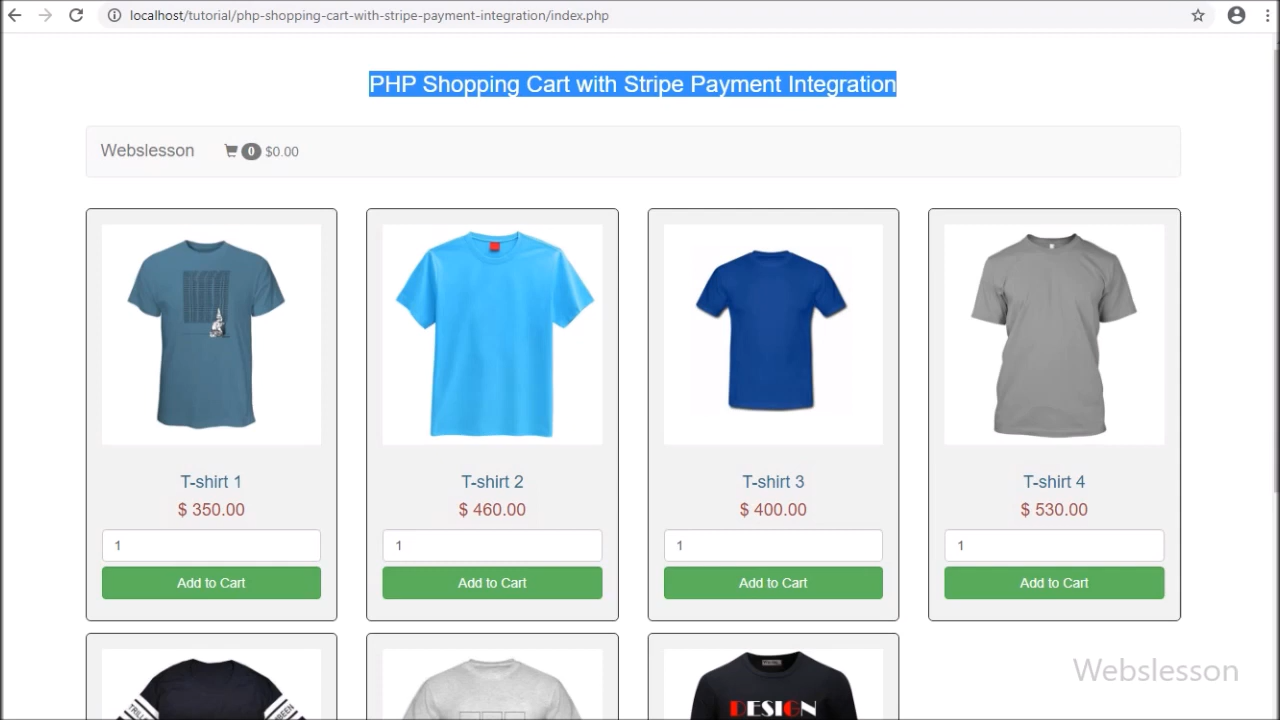 localhost/tutorial/php-shopping-cart-with-stripe-payment-integration/index.php
PHP Shopping Cart with Stripe Payment Integration
Webslesson 0 $0.00
T-shirt 1 T-shirt 2 T-shirt 3 T-shirt 4
$ 350.00 $ 460.00 $ 400.00 $ 530.00
1 1 1 1
Add to Cart Add to Cart Add to Cart Add to Cart
DESIGN
Webslesson